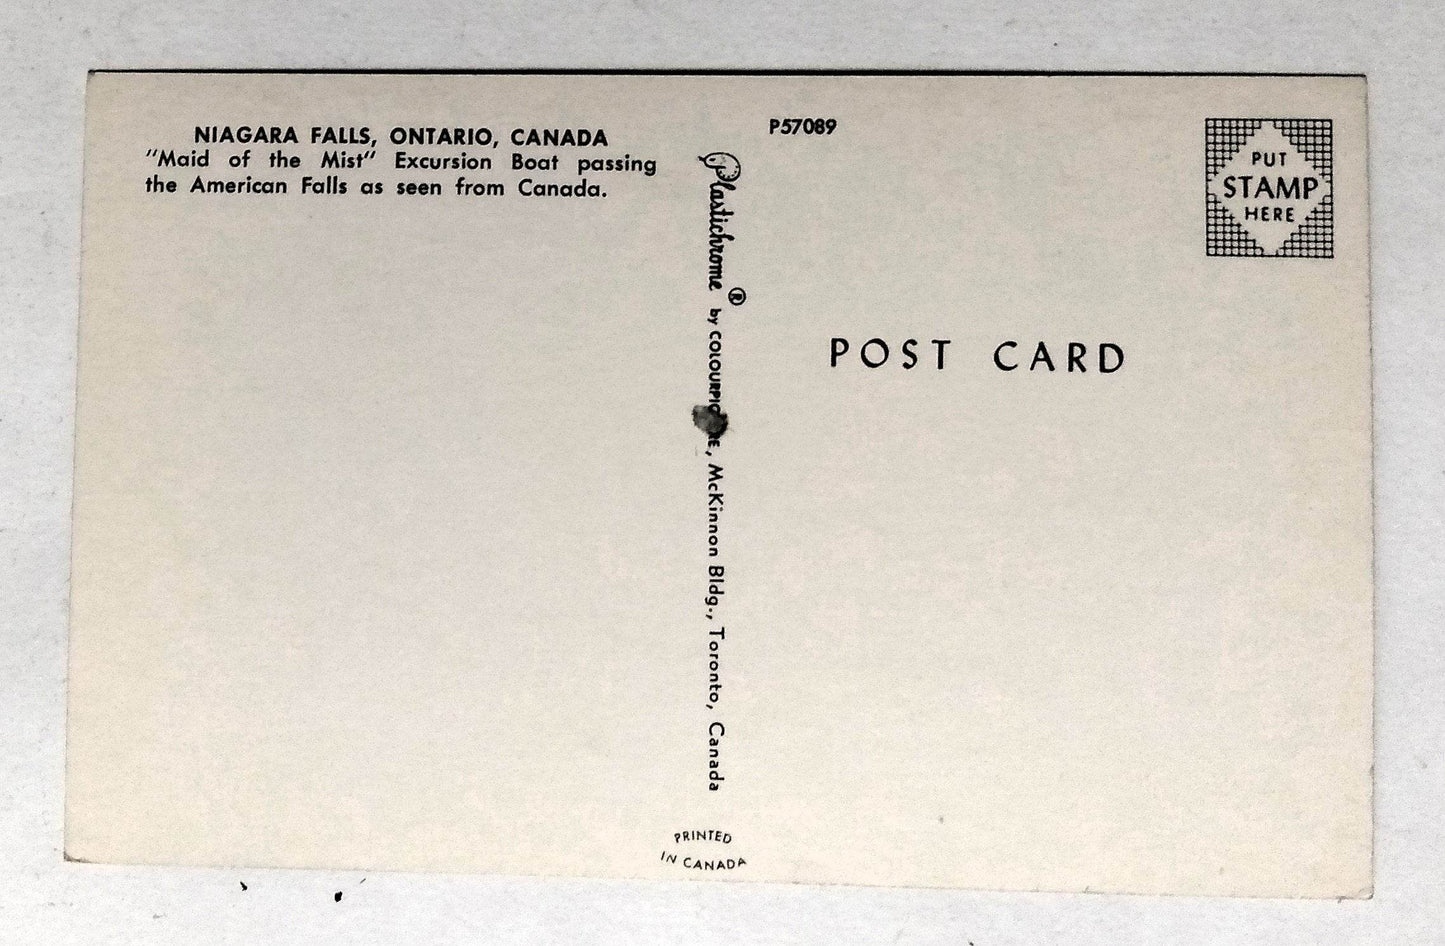 NIAGARA FALLS, ONTARIO, CANADA
"Maid of the Mist" Excursion Boat passing
the American Falls as seen from Canada.
Plastichrome ® by COLOURPICTURE, McKinnon Bldg., Toronto, Canada
PRINTED
IN CANADA
P57089
PUT
STAMP
HERE
POST CARD